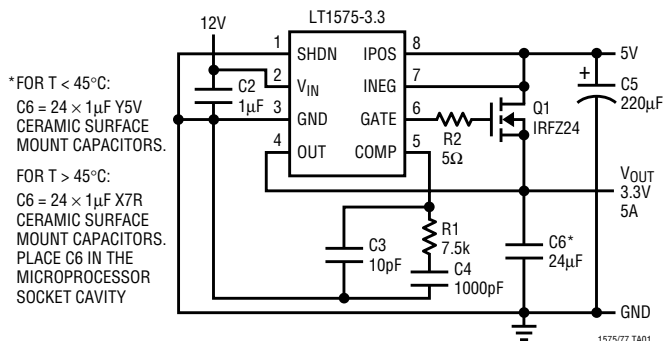 12V
LT1575-3.3
1
SHDN
IPOS
8
5V
2
VIN
INEG
7
3
GND
GATE
6
4
OUT
COMP
5
C2
1µF
R2
5Ω
Q1
IRFZ24
+
C5
220µF
VOUT
3.3V
5A
R1
7.5k
C3
10pF
C4
1000pF
C6*
24µF
GND
*FOR T < 45°C:
C6 = 24 × 1µF Y5V
CERAMIC SURFACE
MOUNT CAPACITORS.
FOR T > 45°C:
C6 = 24 × 1µF X7R
CERAMIC SURFACE
MOUNT CAPACITORS.
PLACE C6 IN THE
MICROPROCESSOR
SOCKET CAVITY
1575/77 TA01